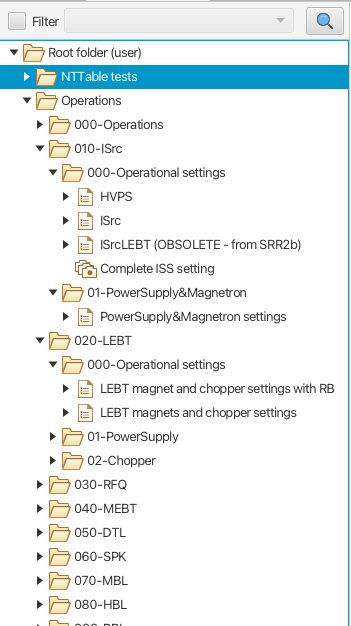 Filter
Root folder (user)
NTTable tests
Operations
000-Operations
010-ISrc
000-Operational settings
HVPS
ISrc
ISrcLEBT (OBSOLETE - from SRR2b)
Complete ISS setting
01-PowerSupply&Magnetron
PowerSupply&Magnetron settings
020-LEBT
000-Operational settings
LEBT magnet and chopper settings with RB
LEBT magnets and chopper settings
01-PowerSupply
02-Chopper
030-RFQ
040-MEBT
050-DTL
060-SPK
070-MBL
080-HBL